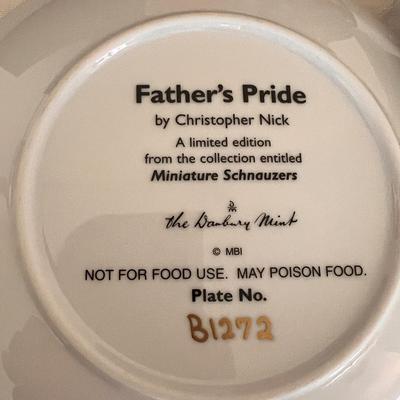 Father's Pride
by Christopher Nick
A limited edition
from the collection entitled
Miniature Schnauzers
The Danbury Mint
© MBI
NOT FOR FOOD USE. MAY POISON FOOD.
Plate No.
B1272